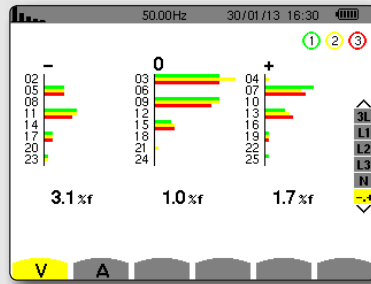 50.00Hz 30/01/13 16:30
1 2 3
- 0 +
02 03 04
05 06 07
08 09 10
11 12 13
14 15 16
17 18 19
20 21 22
23 24 25
3.1 %f 1.0 %f 1.7 %f
3L
L1
L2
L3
N
-.+
V A